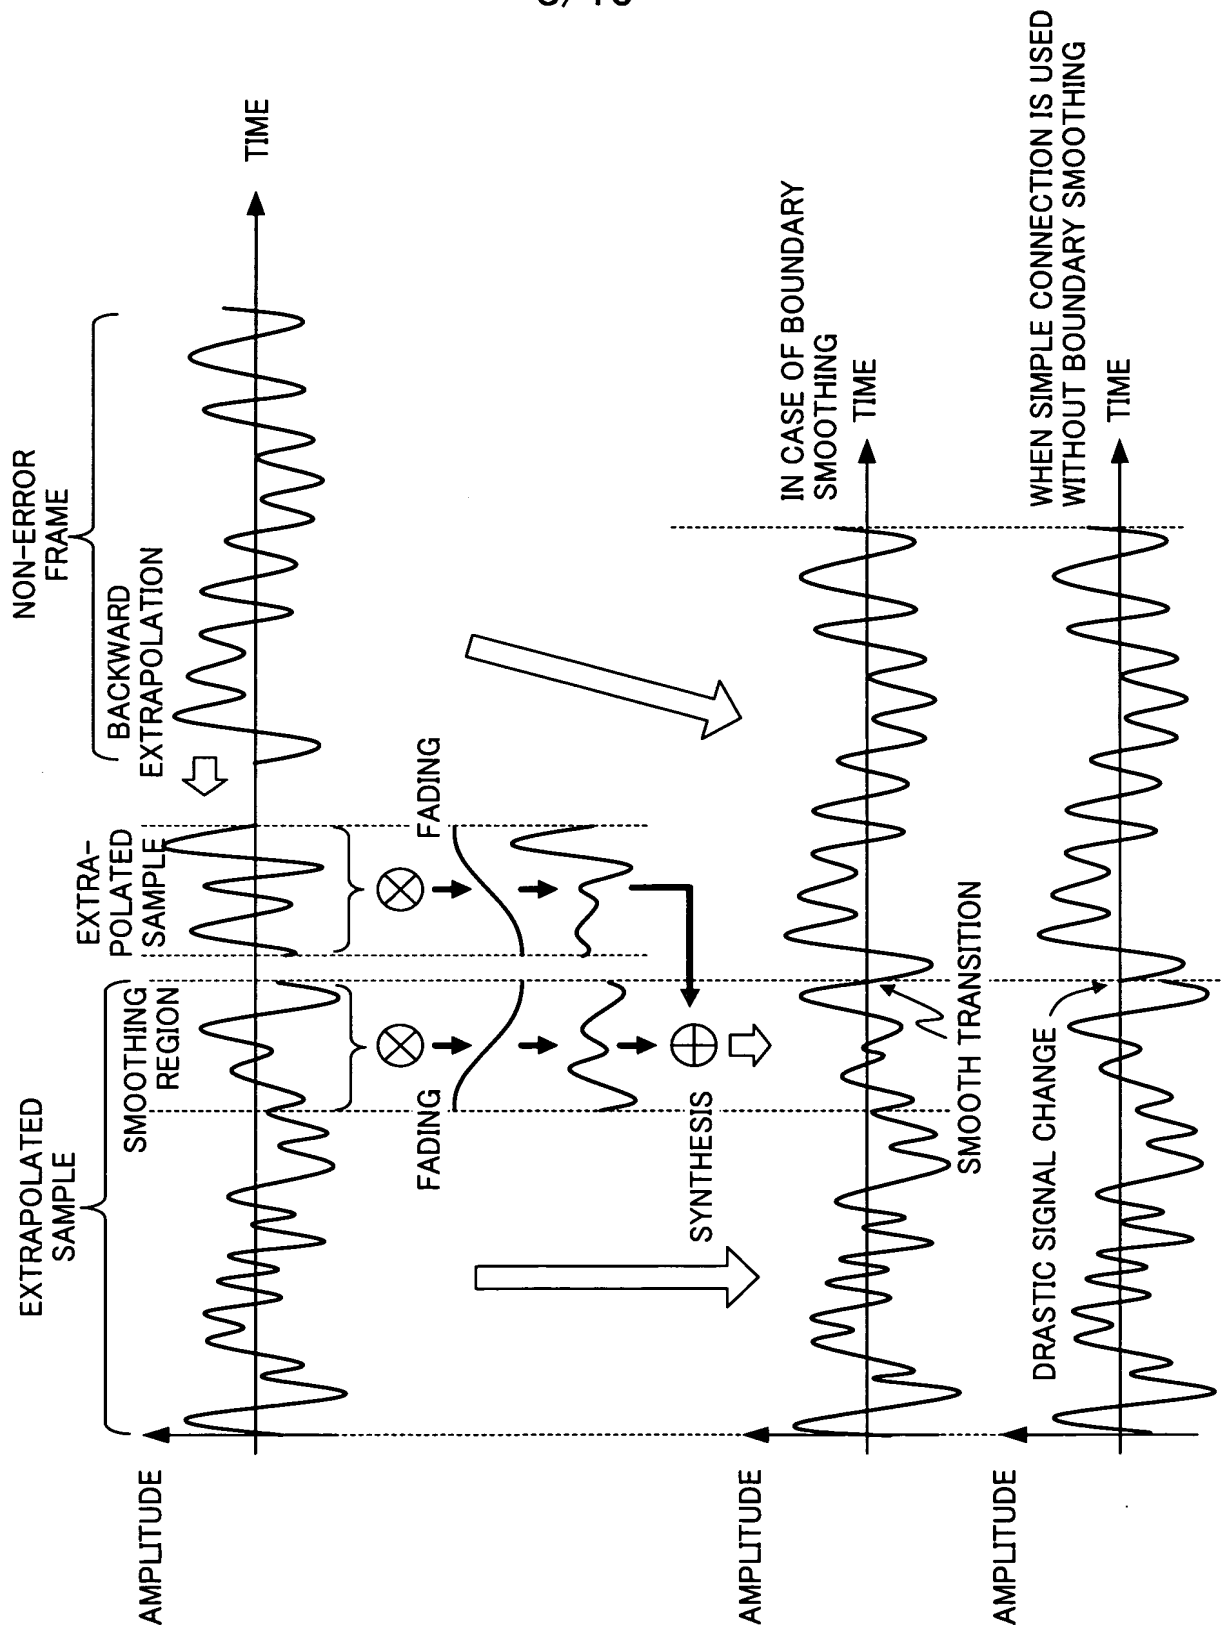 EXTRAPOLATED
SAMPLE
NON-ERROR
FRAME
SMOOTHING
REGION
EXTRA-
POLATED
SAMPLE
BACKWARD
EXTRAPOLATION
AMPLITUDE
TIME
FADING
FADING
SYNTHESIS
IN CASE OF BOUNDARY
SMOOTHING
AMPLITUDE
TIME
SMOOTH TRANSITION
WHEN SIMPLE CONNECTION IS USED
WITHOUT BOUNDARY SMOOTHING
DRASTIC SIGNAL CHANGE
AMPLITUDE
TIME